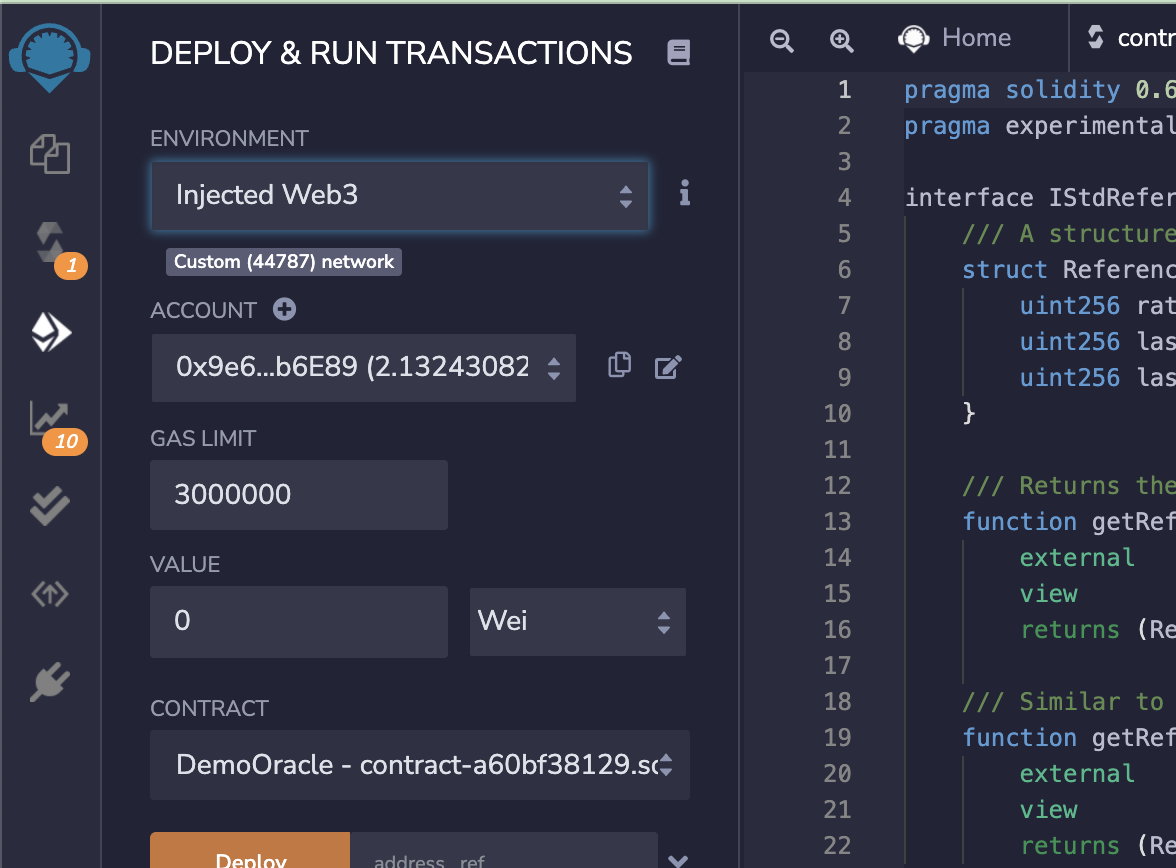 DEPLOY & RUN TRANSACTIONS
ENVIRONMENT
Injected Web3
Custom (44787) network
ACCOUNT
0x9e6...b6E89 (2.13243082
GAS LIMIT
3000000
VALUE
0
Wei
CONTRACT
DemoOracle - contract-a60bf38129.sc
Deploy
address _ref
1
10
Home
contr
1 pragma solidity 0.6
2 pragma experimental
3
4 interface IStdRefer
5 /// A structure
6 struct Referenc
7 uint256 rat
8 uint256 las
9 uint256 las
10 }
11
12 /// Returns the
13 function getRef
14 external
15 view
16 returns (Re
17
18 /// Similar to
19 function getRef
20 external
21 view
22 returns (Re